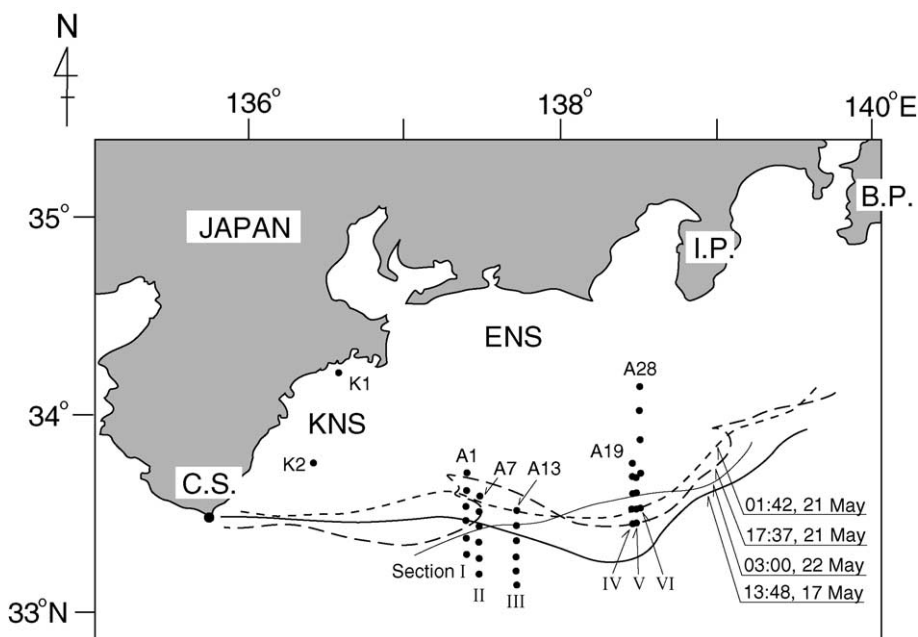 N
136° 138° 140°E
35°
B.P.
JAPAN
I.P.
ENS
A28
K1
34°
KNS
A1
A19
K2
A7
A13
C.S.
01:42, 21 May
17:37, 21 May
Section I
IV V VI
03:00, 22 May
II III
13:48, 17 May
33°N